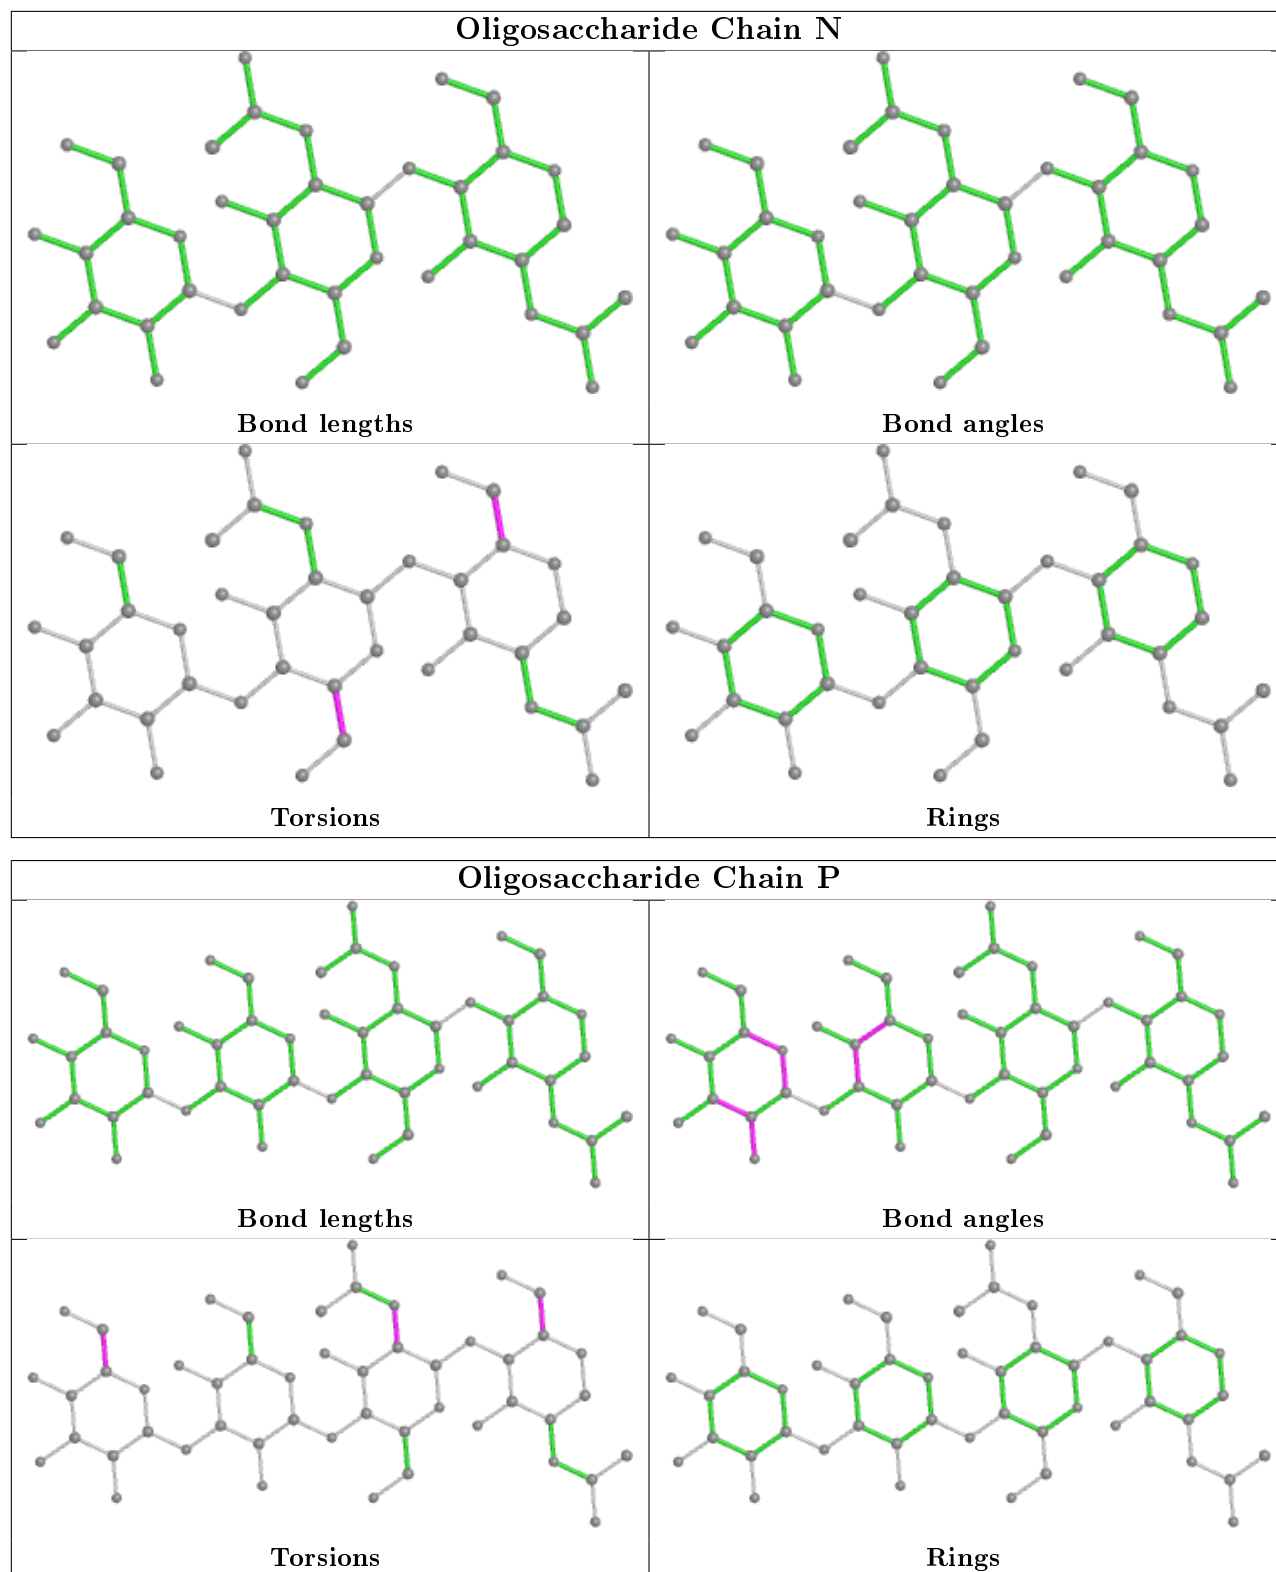 Oligosaccharide Chain N
Bond lengths
Bond angles
Torsions
Rings
Oligosaccharide Chain P
Bond lengths
Bond angles
Torsions
Rings